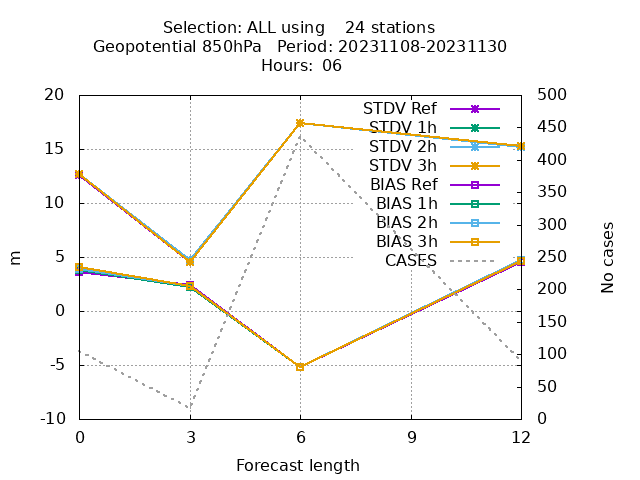 Selection: ALL using    24 stations
Geopotential 850hPa   Period: 20231108-20231130
Hours: 06
20
15
10
5
0
-5
-10
m
500
450
400
350
300
250
200
150
100
50
0
No cases
STDV Ref
STDV 1h
STDV 2h
STDV 3h
BIAS Ref
BIAS 1h
BIAS 2h
BIAS 3h
CASES
0 3 6 9 12
Forecast length